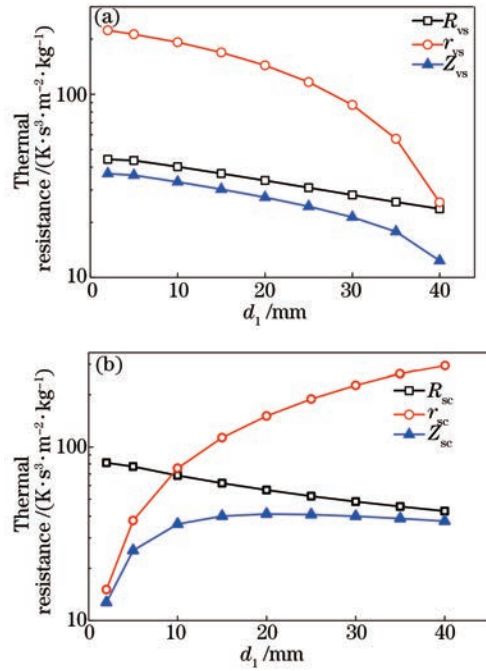 (a)
R_vs
r_vs
Z_vs
Thermal
resistance /(K·s³·m⁻²·kg⁻¹)
100
10
0 10 20 30 40
d₁/mm
(b)
R_sc
r_sc
Z_sc
Thermal
resistance /(K·s³·m⁻²·kg⁻¹)
100
10
0 10 20 30 40
d₁/mm